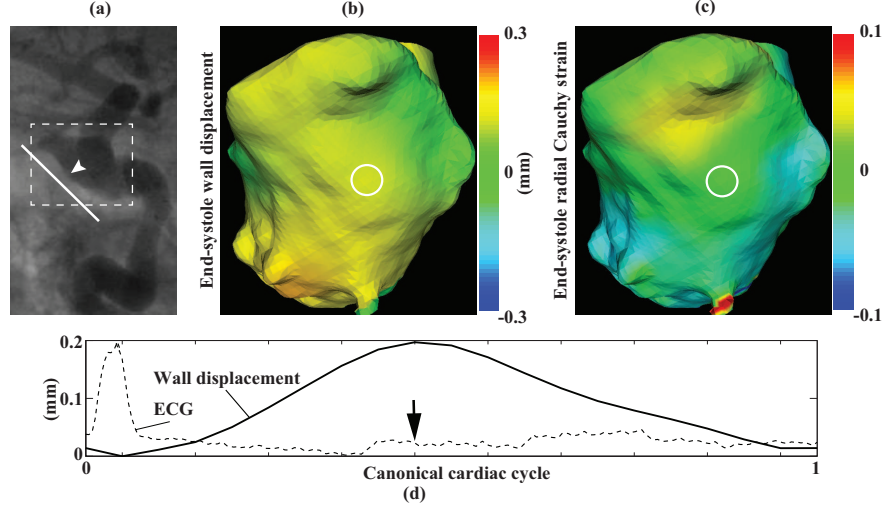 (a)
(b)
(c)
End-systole wall displacement
0.3
0
(mm)
-0.3
End-systole radial Cauchy strain
0.1
0
-0.1
0.2
0.1
0
(mm)
Wall displacement
ECG
0
Canonical cardiac cycle
1
(d)